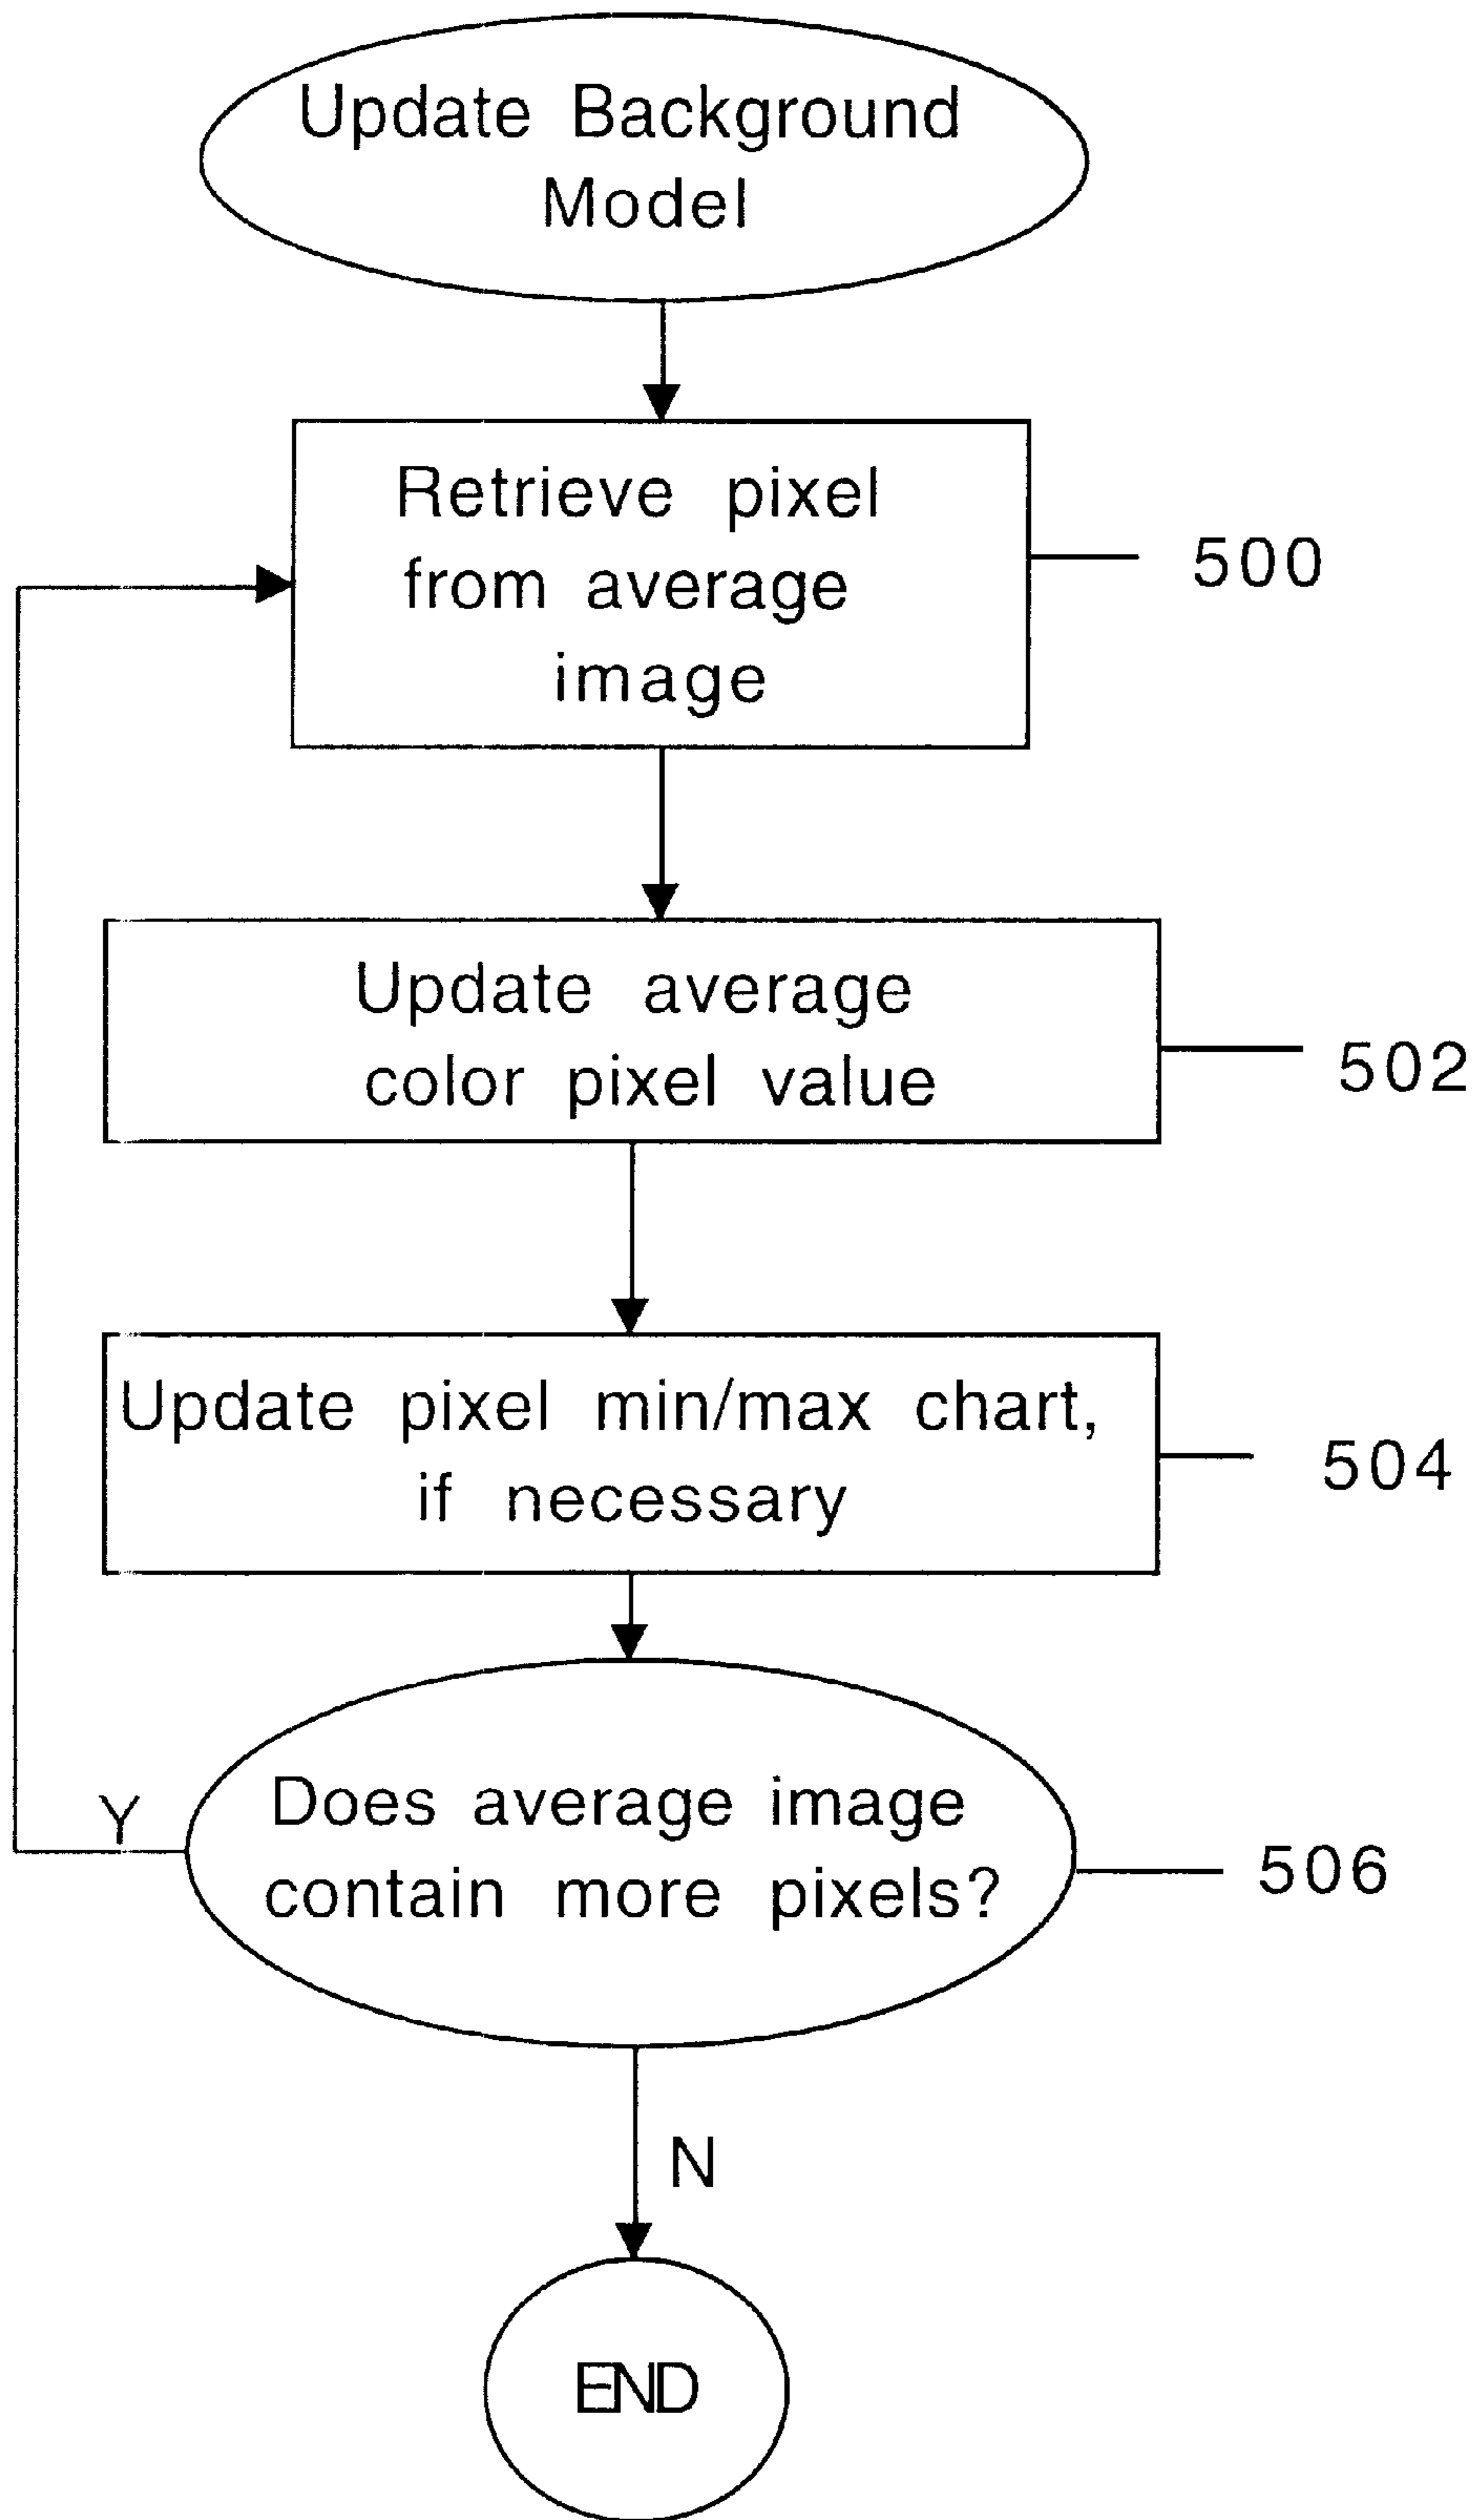 Update Background
Model
Retrieve pixel
from average
image
500
Update average
color pixel value
502
Update pixel min/max chart,
if necessary
504
Does average image
contain more pixels?
Y
506
N
END